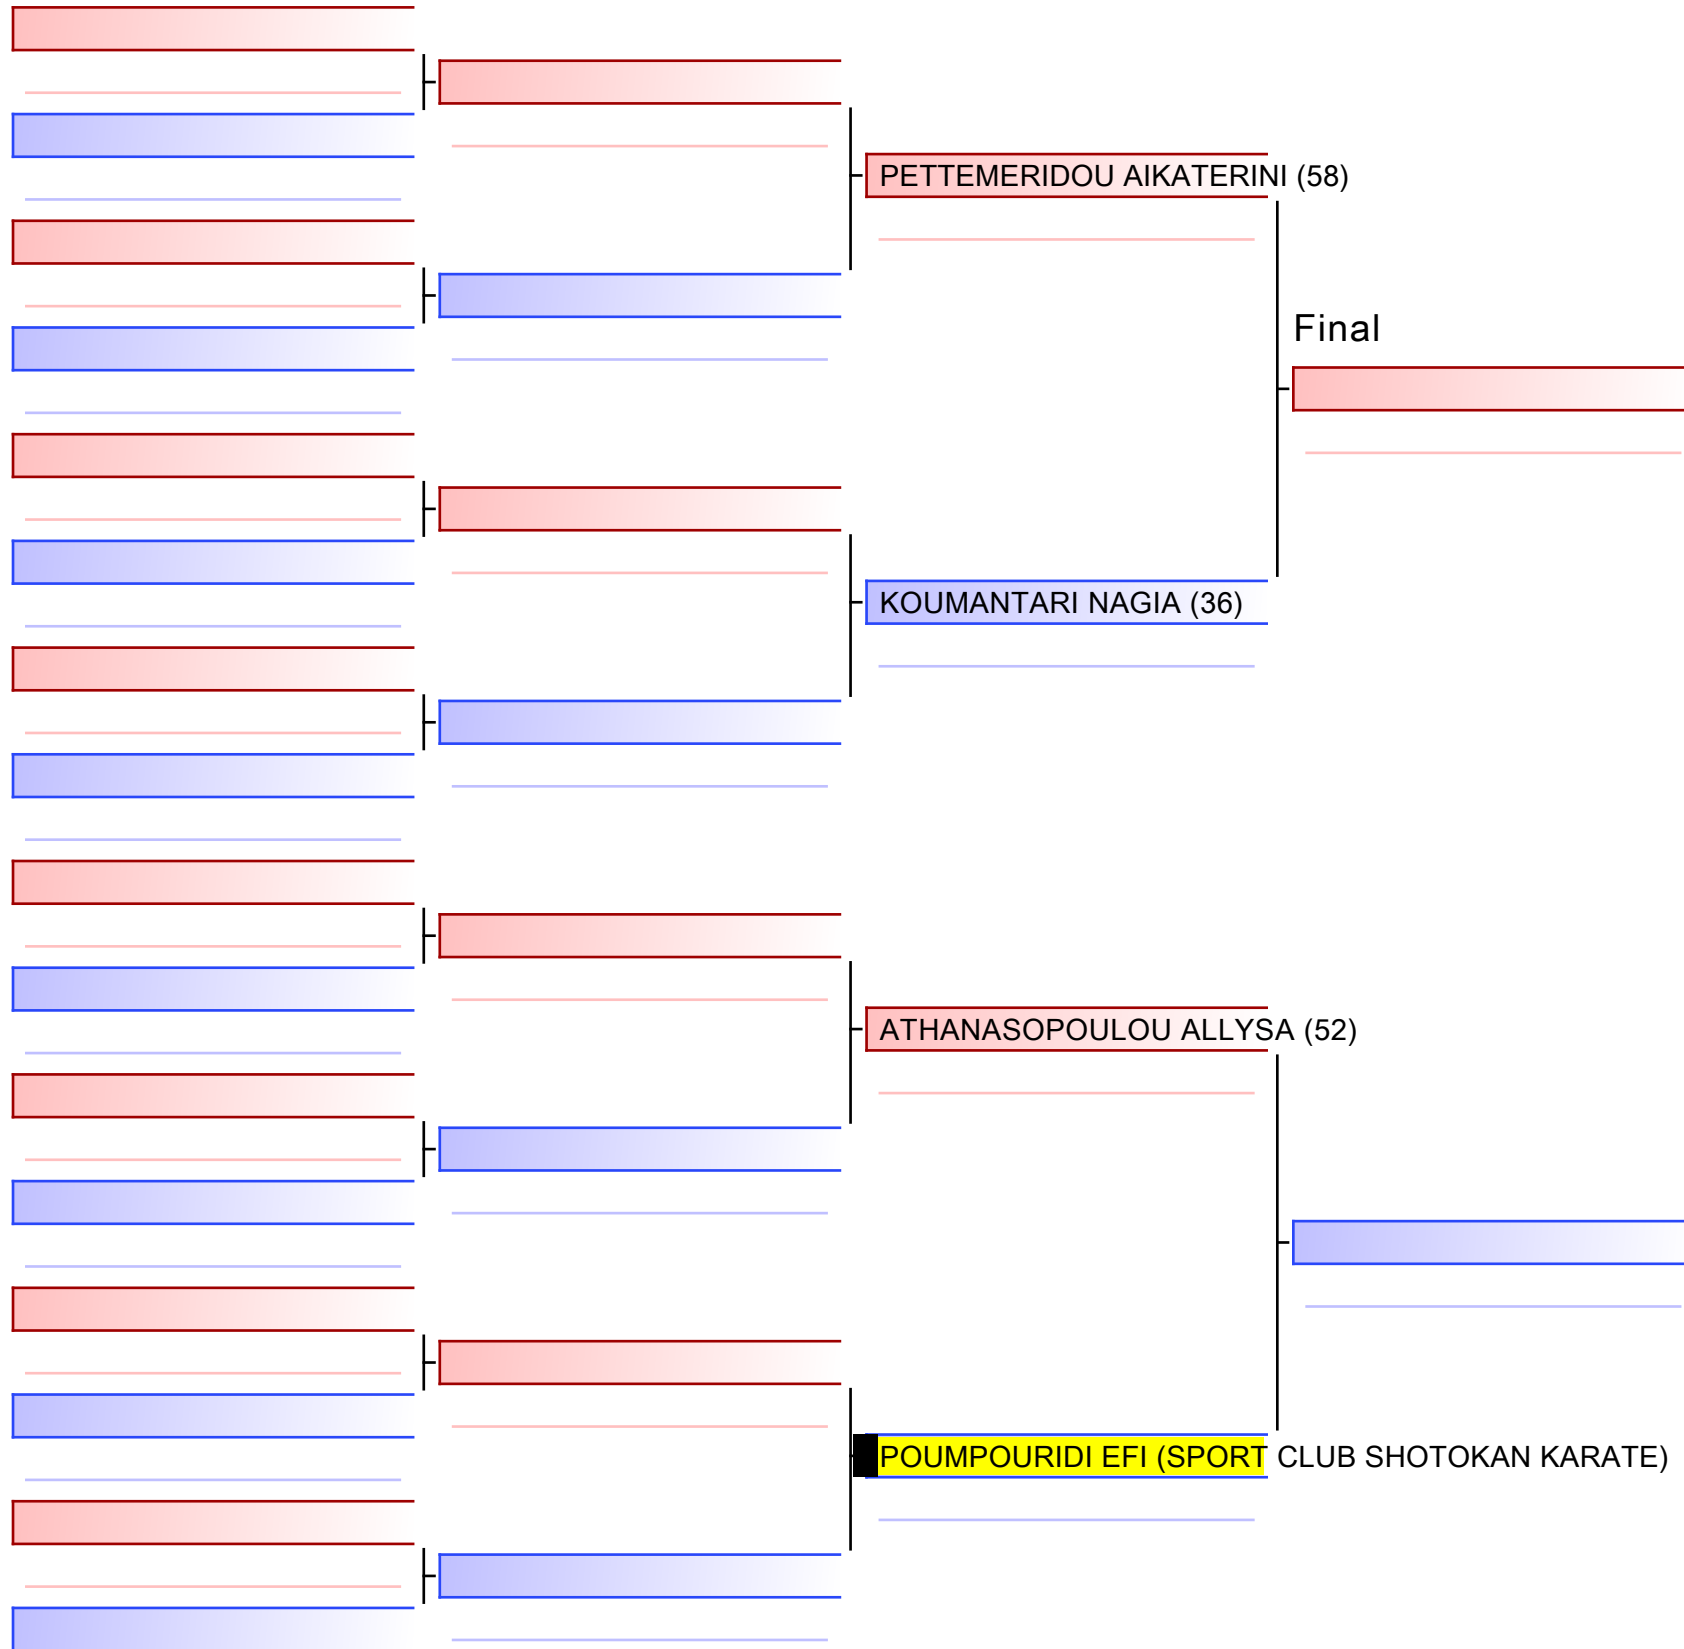 PETTEMERIDOU AIKATERINI (58)
Final
KOUMANTARI NAGIA (36)
ATHANASOPOULOU ALLYSA (52)
POUMPOURIDI EFI (SPORT CLUB SHOTOKAN KARATE)